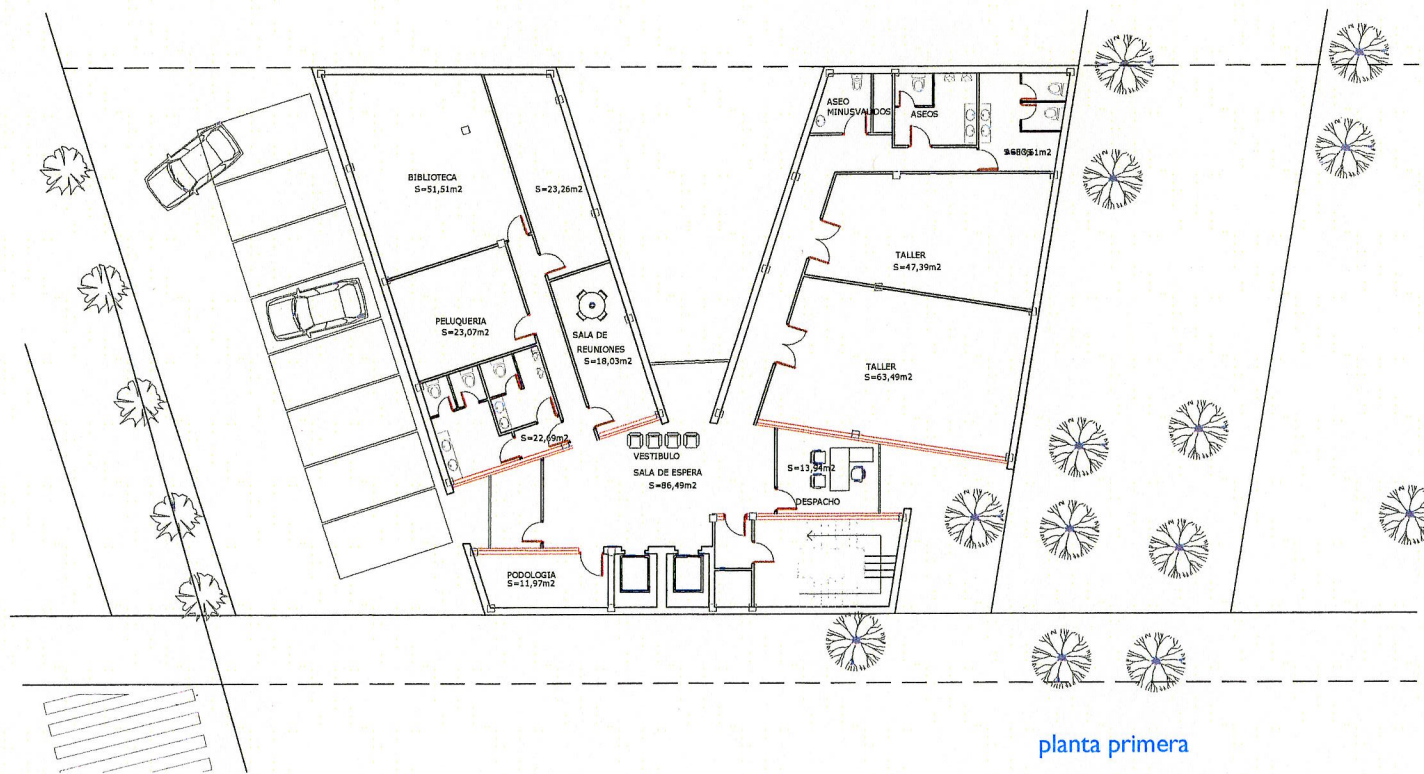 ASEO
MINUSVALIDOS
ASEOS
BIBLIOTECA
S=51,51m2
S=23,26m2
TALLER
S=47,39m2
PELUQUERIA
S=23,07m2
SALA DE
REUNIONES
S=18,03m2
TALLER
S=63,49m2
S=22,69m2
VESTIBULO
SALA DE ESPERA
S=86,49m2
S=13,94m2
DESPACHO
PODOLOGIA
S=11,97m2
planta primera